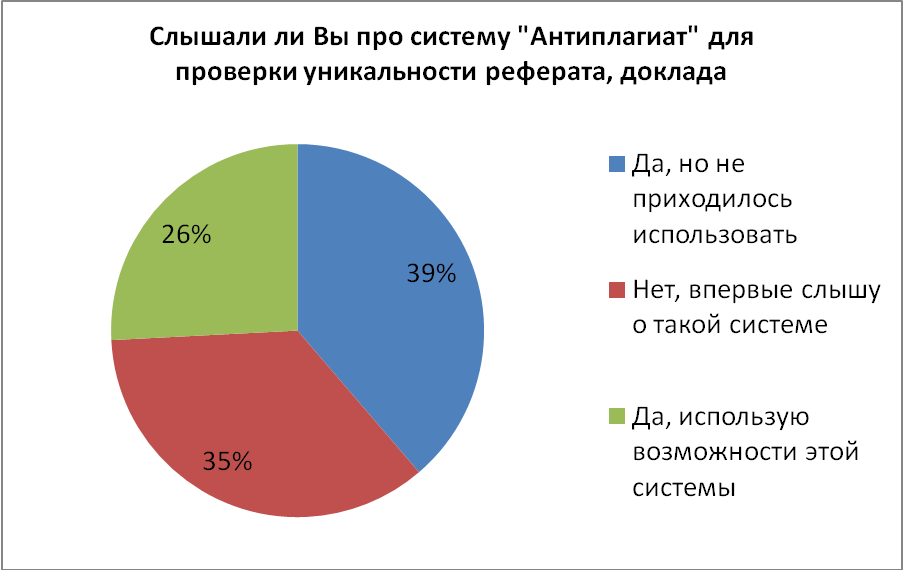 Слышали ли Вы про систему "Антиплагиат" для
проверки уникальности реферата, доклада
26%
39%
35%
Да, но не
приходилось
использовать
Нет, впервые слышу
о такой системе
Да, использую
возможности этой
системы